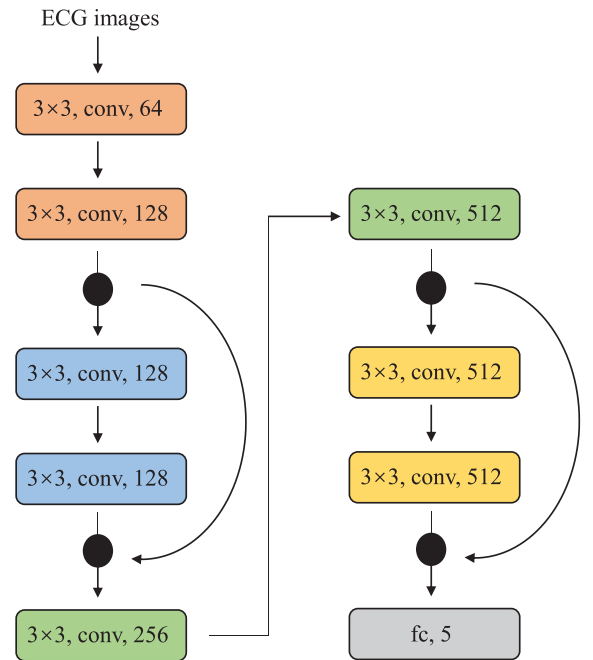 ECG images
3×3, conv, 64
3×3, conv, 128
3×3, conv, 128
3×3, conv, 128
3×3, conv, 256
3×3, conv, 512
3×3, conv, 512
3×3, conv, 512
fc, 5